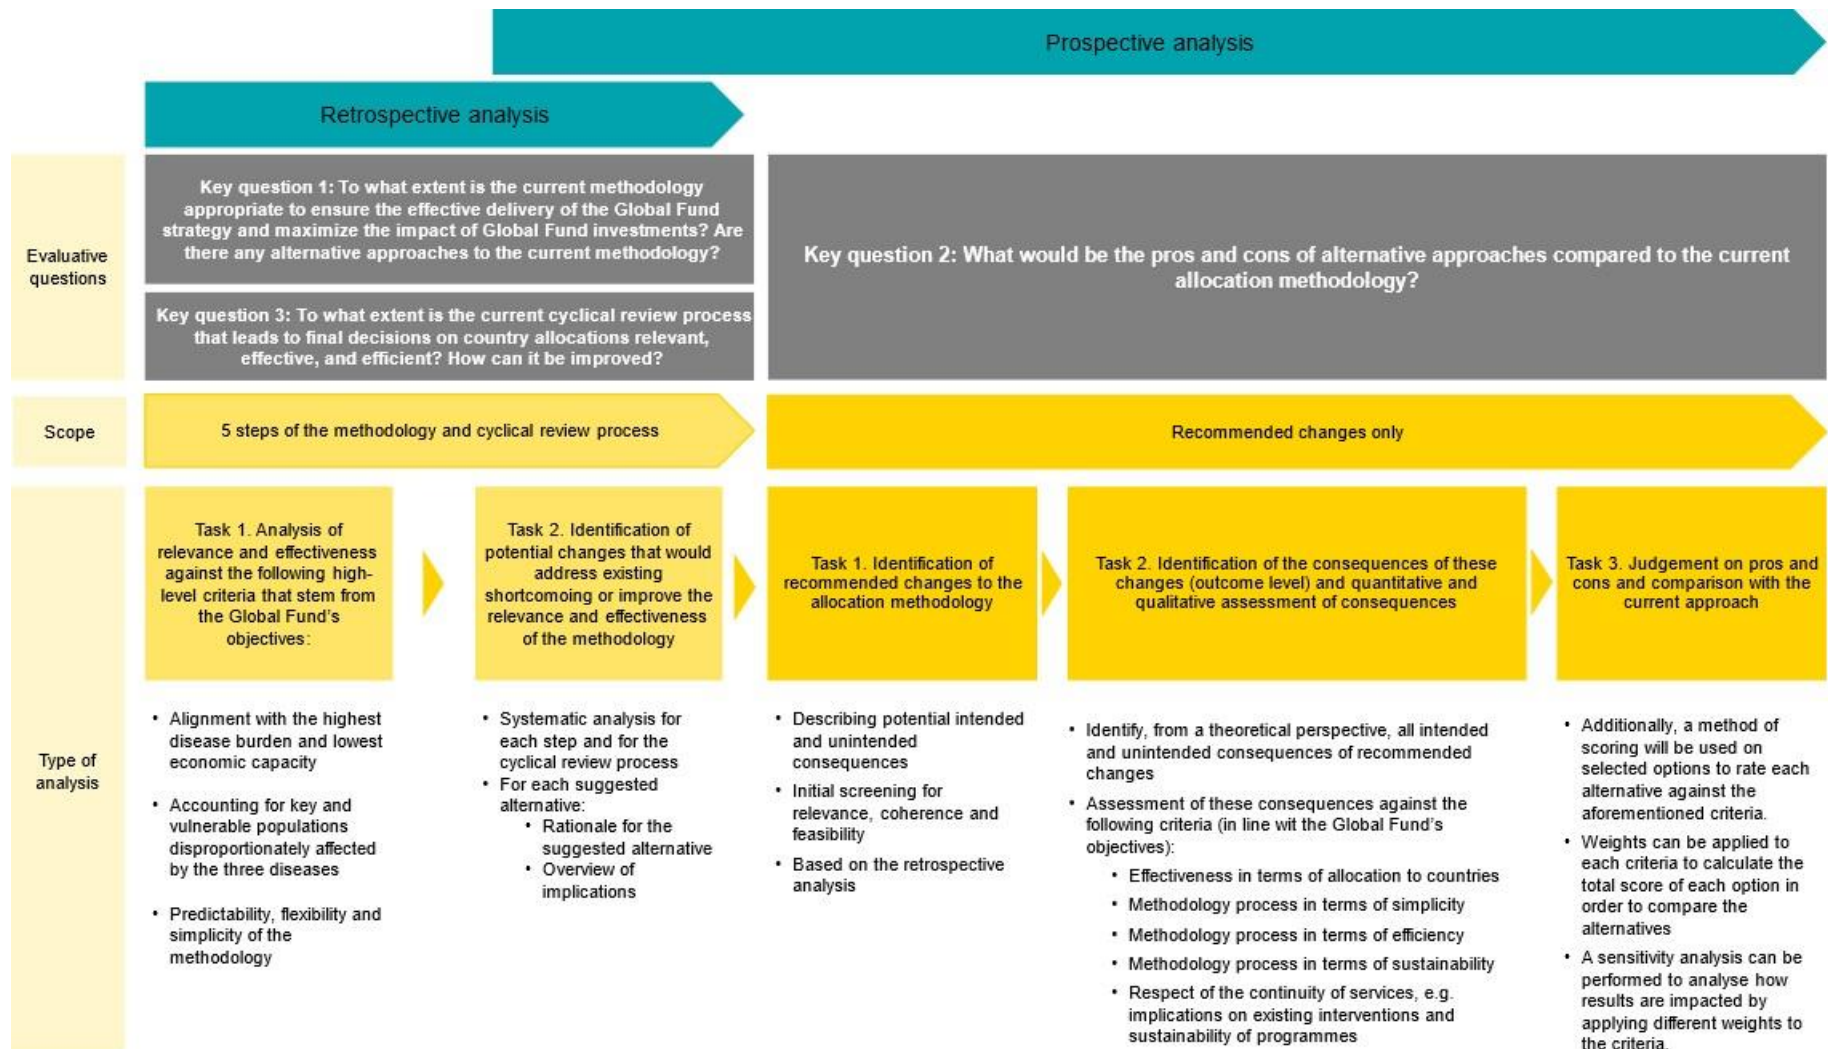 Prospective analysis
Retrospective analysis
Evaluative
questions
Key question 1: To what extent is the current methodology
appropriate to ensure the effective delivery of the Global Fund
strategy and maximize the impact of Global Fund investments? Are
there any alternative approaches to the current methodology?
Key question 3: To what extent is the current cyclical review process
that leads to final decisions on country allocations relevant,
effective, and efficient? How can it be improved?
Key question 2: What would be the pros and cons of alternative approaches compared to the current
allocation methodology?
Scope
5 steps of the methodology and cyclical review process
Recommended changes only
Type of
analysis
Task 1. Analysis of
relevance and effectiveness
against the following high-
level criteria that stem from
the Global Fund's
objectives:
• Alignment with the highest
disease burden and lowest
economic capacity
• Accounting for key and
vulnerable populations
disproportionately affected
by the three diseases
• Predictability, flexibility and
simplicity of the
methodology
Task 2. Identification of
potential changes that would
address existing
shortcomoing or improve the
relevance and effectiveness
of the methodology
• Systematic analysis for
each step and for the
cyclical review process
• For each suggested
alternative:
• Rationale for the
suggested alternative
• Overview of
implications
Task 1. Identification of
recommended changes to the
allocation methodology
• Describing potential intended
and unintended
consequences
• Initial screening for
relevance, coherence and
feasibility
• Based on the retrospective
analysis
Task 2. Identification of the consequences of these
changes (outcome level) and quantitative and
qualitative assessment of consequences
• Identify, from a theoretical perspective, all intended
and unintended consequences of recommended
changes
• Assessment of these consequences against the
following criteria (in line wit the Global Fund's
objectives):
• Effectiveness in terms of allocation to countries
• Methodology process in terms of simplicity
• Methodology process in terms of efficiency
• Methodology process in terms of sustainability
• Respect of the continuity of services, e.g.
implications on existing interventions and
sustainability of programmes
Task 3. Judgement on pros and
cons and comparison with the
current approach
• Additionally, a method of
scoring will be used on
selected options to rate each
alternative against the
aforementioned criteria.
• Weights can be applied to
each criteria to calculate the
total score of each option in
order to compare the
alternatives
• A sensitivity analysis can be
performed to analyse how
results are impacted by
applying different weights to
the criteria.